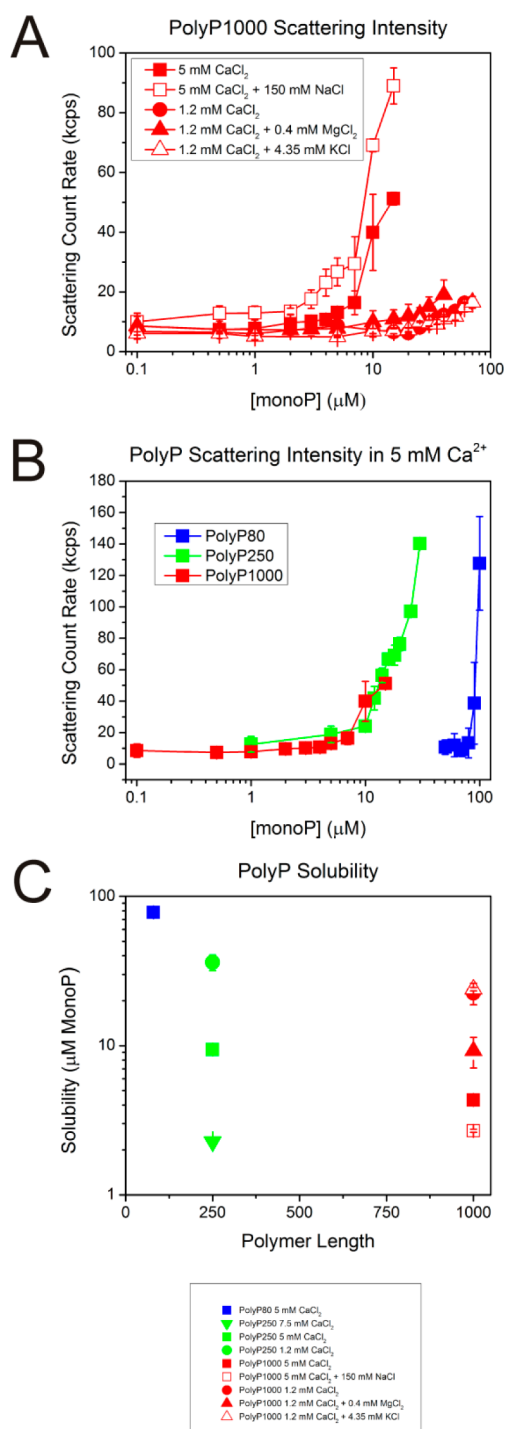 A
PolyP1000 Scattering Intensity
Scattering Count Rate (kcps)
100
80
60
40
20
0
5 mM CaCl₂
5 mM CaCl₂ + 150 mM NaCl
1.2 mM CaCl₂
1.2 mM CaCl₂ + 0.4 mM MgCl₂
1.2 mM CaCl₂ + 4.35 mM KCl
0.1 1 10 100
[monoP] (µM)
B
PolyP Scattering Intensity in 5 mM Ca²⁺
Scattering Count Rate (kcps)
180
160
140
120
100
80
60
40
20
0
PolyP80
PolyP250
PolyP1000
0.1 1 10 100
[monoP] (µM)
C
PolyP Solubility
Solubility (µM MonoP)
100
10
1
0 250 500 750 1000
Polymer Length
PolyP80 5 mM CaCl₂
PolyP250 7.5 mM CaCl₂
PolyP250 5 mM CaCl₂
PolyP250 1.2 mM CaCl₂
PolyP1000 5 mM CaCl₂
PolyP1000 5 mM CaCl₂ + 150 mM NaCl
PolyP1000 1.2 mM CaCl₂
PolyP1000 1.2 mM CaCl₂ + 0.4 mM MgCl₂
PolyP1000 1.2 mM CaCl₂ + 4.35 mM KCl